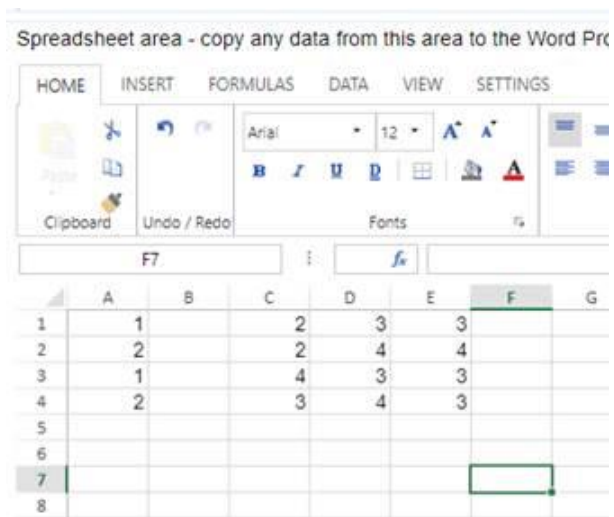 Spreadsheet area - copy any data from this area to the Word Pro
HOME INSERT FORMULAS DATA VIEW SETTINGS
Arial 12 A A
Paste B I U D A
Clipboard Undo / Redo Fonts
F7 fx
A B C D E F G
1 1 2 3 3
2 2 2 4 4
3 1 4 3 3
4 2 3 4 3
5
6
7
8